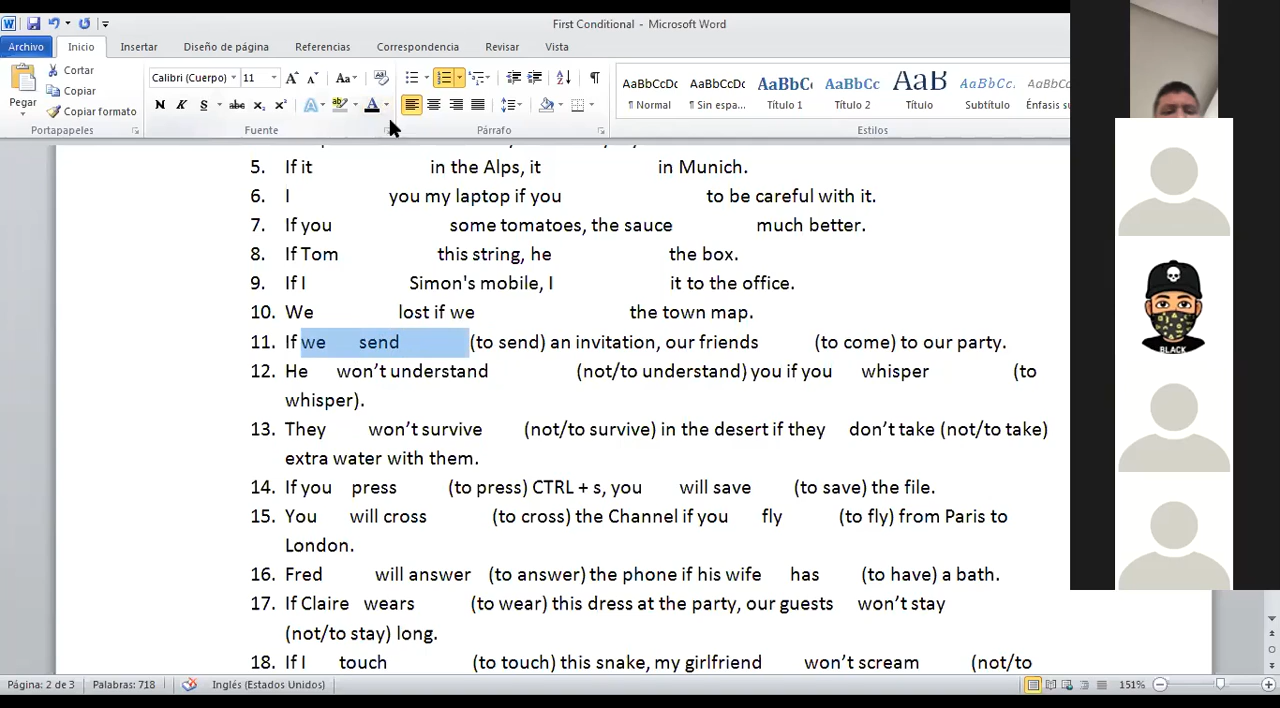 First Conditional - Microsoft Word
Archivo Inicio Insertar Diseño de página Referencias Correspondencia Revisar Vista
Pegar
Cortar
Copiar
Copiar formato
Portapapeles
Calibri (Cuerpo) 11
N K S abc x₂ x² A ab A
Fuente
Párrafo
AaBbCcDc AaBbCcDc AaBbCc AaBbCc AaB AaBbCc AaBbCcDc
¶ Normal ¶ Sin espa... Título 1 Título 2 Título Subtítulo Énfasis su
Estilos
5. If it in the Alps, it in Munich.
6. I you my laptop if you to be careful with it.
7. If you some tomatoes, the sauce much better.
8. If Tom this string, he the box.
9. If I Simon's mobile, I it to the office.
10. We lost if we the town map.
11. If we send (to send) an invitation, our friends (to come) to our party.
12. He won't understand (not/to understand) you if you whisper (to
whisper).
13. They won't survive (not/to survive) in the desert if they don't take (not/to take)
extra water with them.
14. If you press (to press) CTRL + s, you will save (to save) the file.
15. You will cross (to cross) the Channel if you fly (to fly) from Paris to
London.
16. Fred will answer (to answer) the phone if his wife has (to have) a bath.
17. If Claire wears (to wear) this dress at the party, our guests won't stay
(not/to stay) long.
18. If I touch (to touch) this snake, my girlfriend won't scream (not/to
BLACK
Página: 2 de 3 Palabras: 718 Inglés (Estados Unidos) 151%